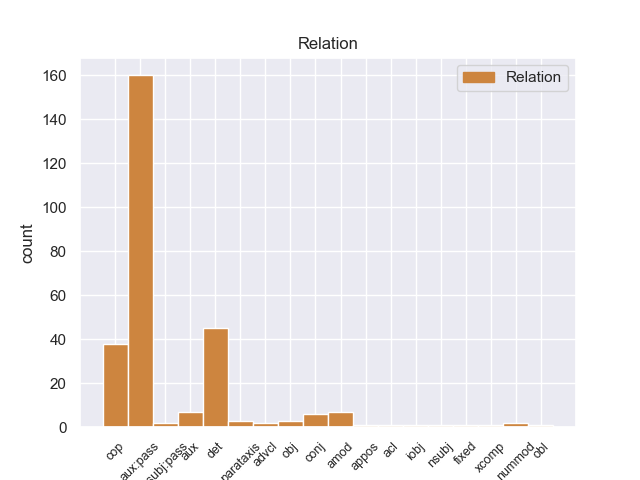 Relation
Relation
count
160
140
120
100
80
60
40
20
0
cop
aux:pass
subj:pass
aux
det
parataxis
advcl
obj
conj
amod
appos
acl
iobj
nsubj
fixed
xcomp
nummod
obl